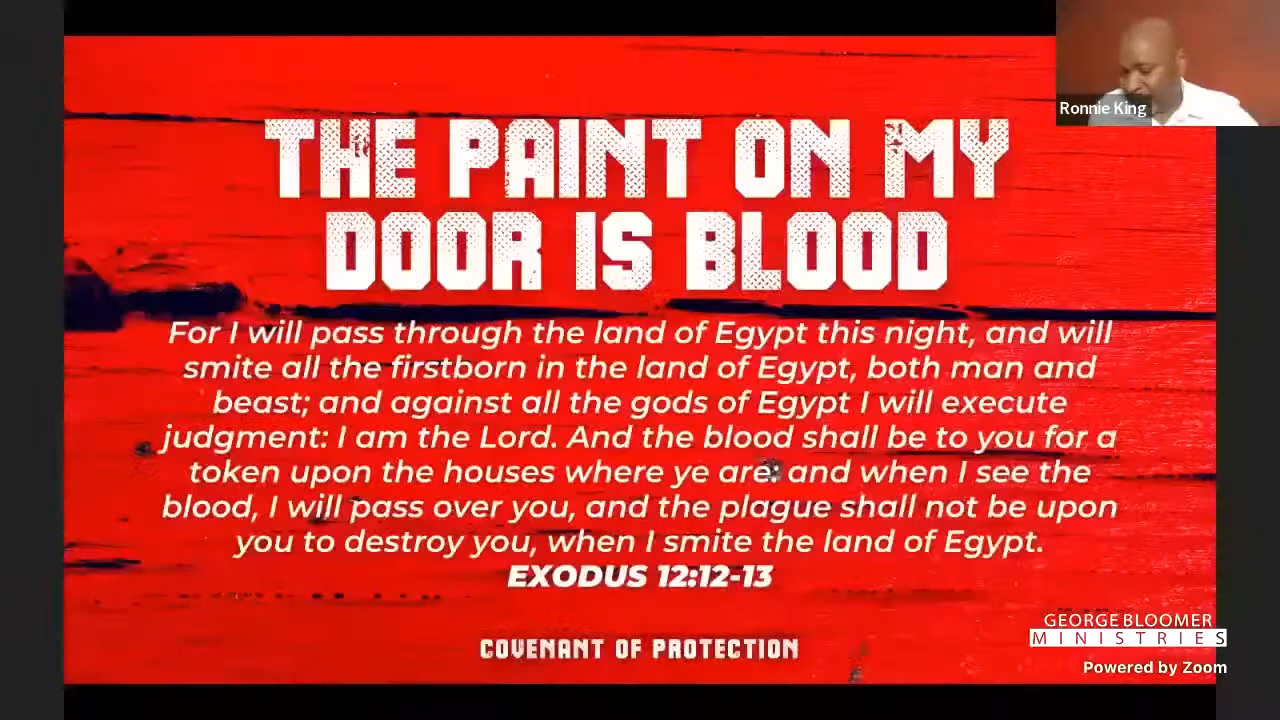 Ronnie King
THE PAINT ON MY
DOOR IS BLOOD
For I will pass through the land of Egypt this night, and will
smite all the firstborn in the land of Egypt, both man and
beast; and against all the gods of Egypt I will execute
judgment: I am the Lord. And the blood shall be to you for a
token upon the houses where ye are: and when I see the
blood, I will pass over you, and the plague shall not be upon
you to destroy you, when I smite the land of Egypt.
EXODUS 12:12-13
COVENANT OF PROTECTION
GEORGE BLOOMER
MINISTRIES
Powered by Zoom